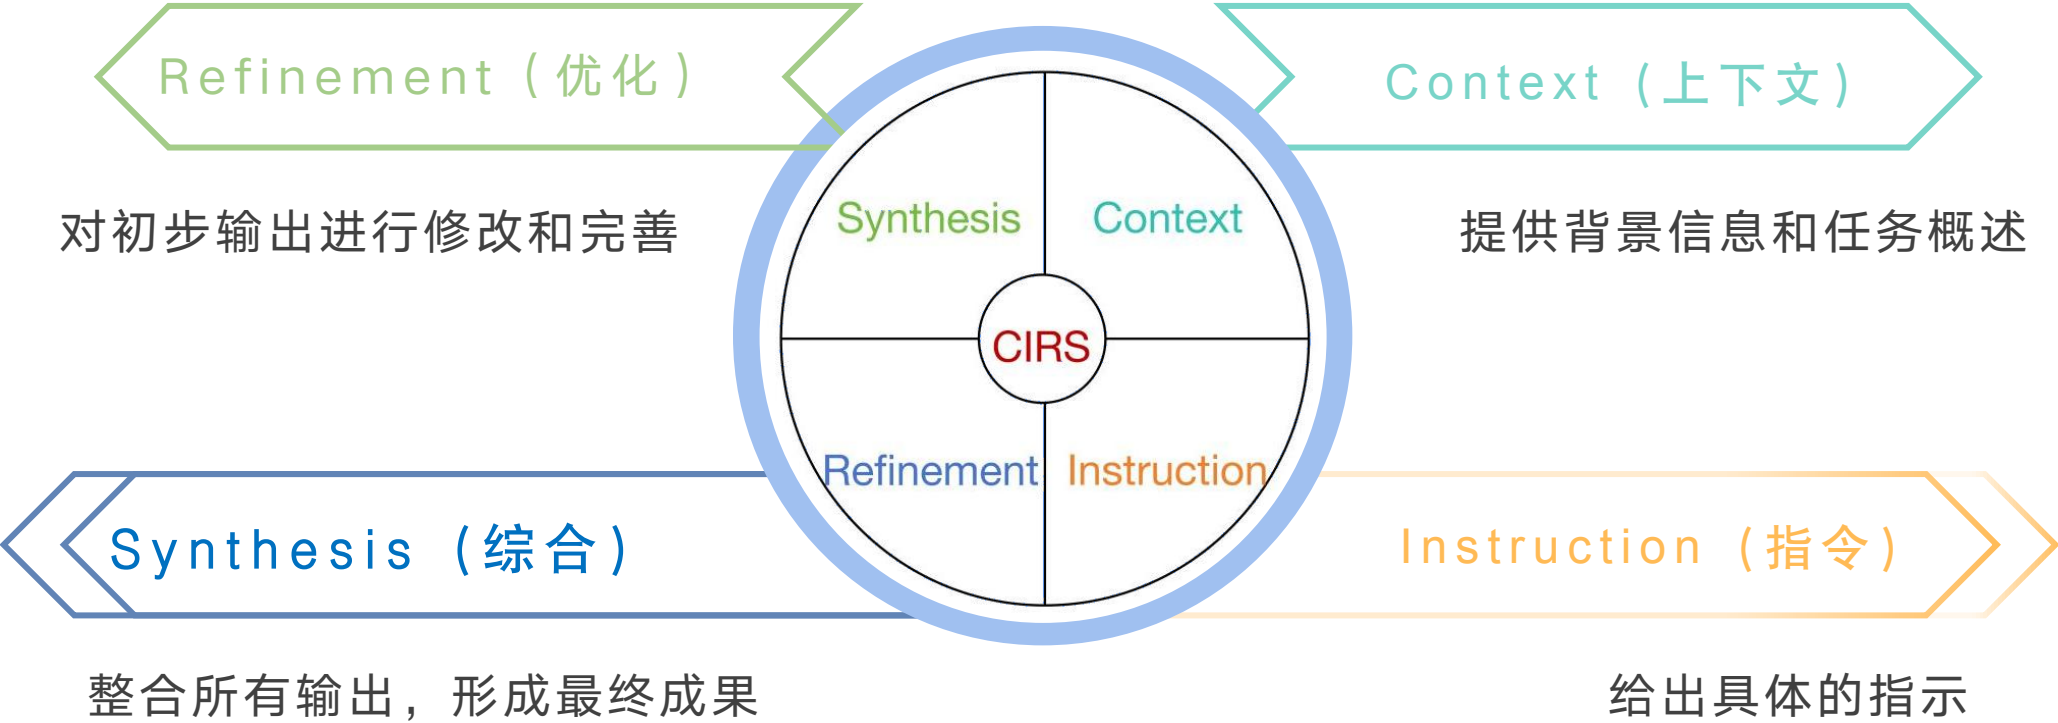 Refinement（优化）
Context（上下文）
对初步输出进行修改和完善
Synthesis
Context
提供背景信息和任务概述
CIRS
Refinement
Instruction
Synthesis（综合）
Instruction（指令）
整合所有输出，形成最终成果
给出具体的指示